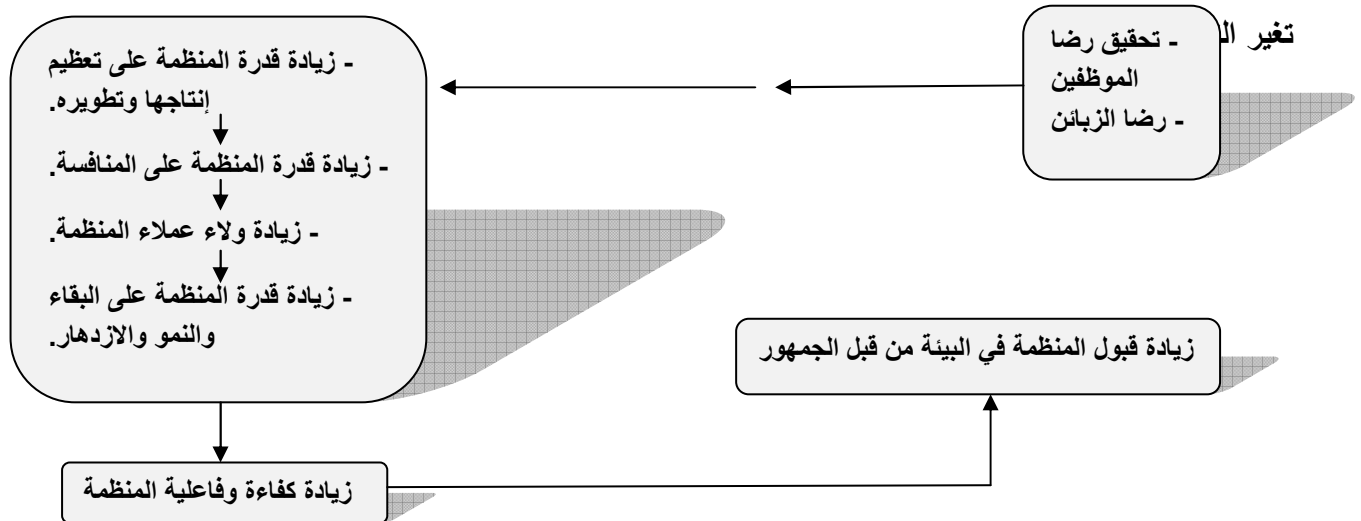 تغير
- تحقيق رضا
الموظفين
- رضا الزبائن
- زيادة قدرة المنظمة على تعظيم
إنتاجها وتطويره.
- زيادة قدرة المنظمة على المنافسة.
- زيادة ولاء عملاء المنظمة.
- زيادة قدرة المنظمة على البقاء
والنمو والازدهار.
زيادة قبول المنظمة في البيئة من قبل الجمهور
زيادة كفاءة وفاعلية المنظمة